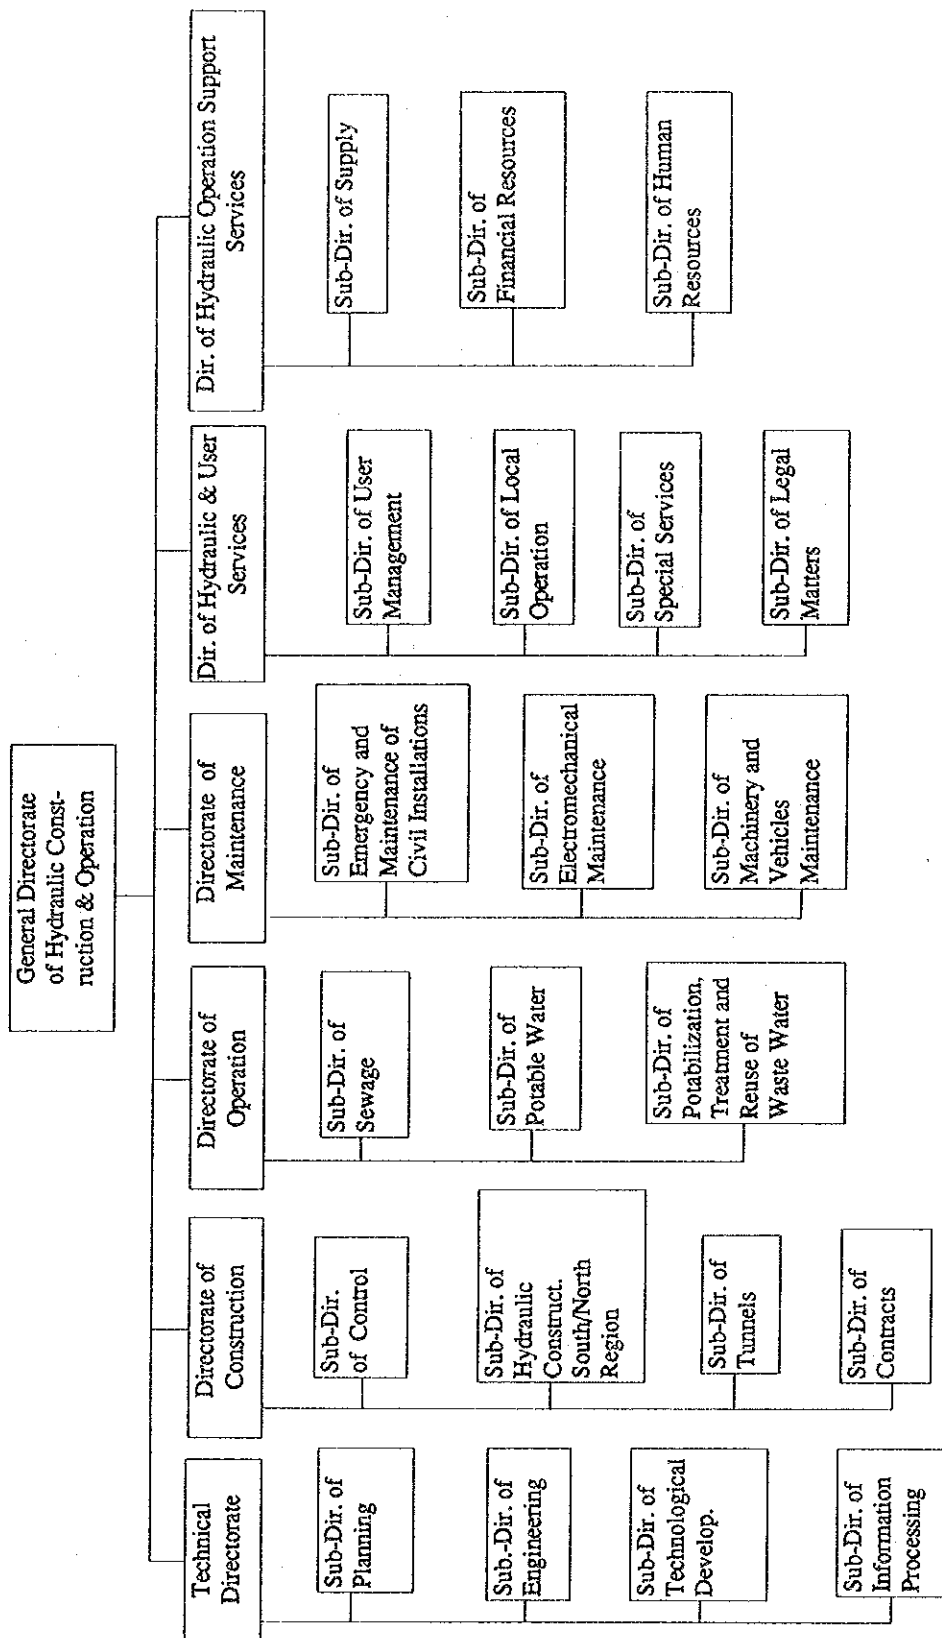 General Directorate
of Hydraulic Const-
ruction & Operation
Technical
Directorate
Sub-Dir. of
Planning
Sub.-Dir. of
Engineering
Sub-Dir. of
Technological
Develop.
Sub-Dir. of
Information
Processing
Directorate of
Construction
Sub-Dir.
of Control
Sub-Dir. of
Hydraulic
Construct.
South/North
Region
Sub-Dir. of
Tunnels
Sub-Dir. of
Contracts
Directorate of
Operation
Sub-Dir. of
Sewage
Sub-Dir. of
Potable Water
Sub-Dir. of
Potabilization,
Treatment and
Reuse of
Waste Water
Directorate of
Maintenance
Sub-Dir. of
Emergency and
Maintenance of
Civil Installations
Sub-Dir. of
Electromechanical
Maintenance
Sub-Dir. of
Machinery and
Vehicles
Maintenance
Dir. of Hydraulic & User
Services
Sub-Dir. of User
Management
Sub-Dir. of Local
Operation
Sub-Dir. of
Special Services
Sub-Dir. of Legal
Matters
Dir. of Hydraulic Operation Support
Services
Sub-Dir. of Supply
Sub-Dir. of
Financial Resources
Sub-Dir. of Human
Resources